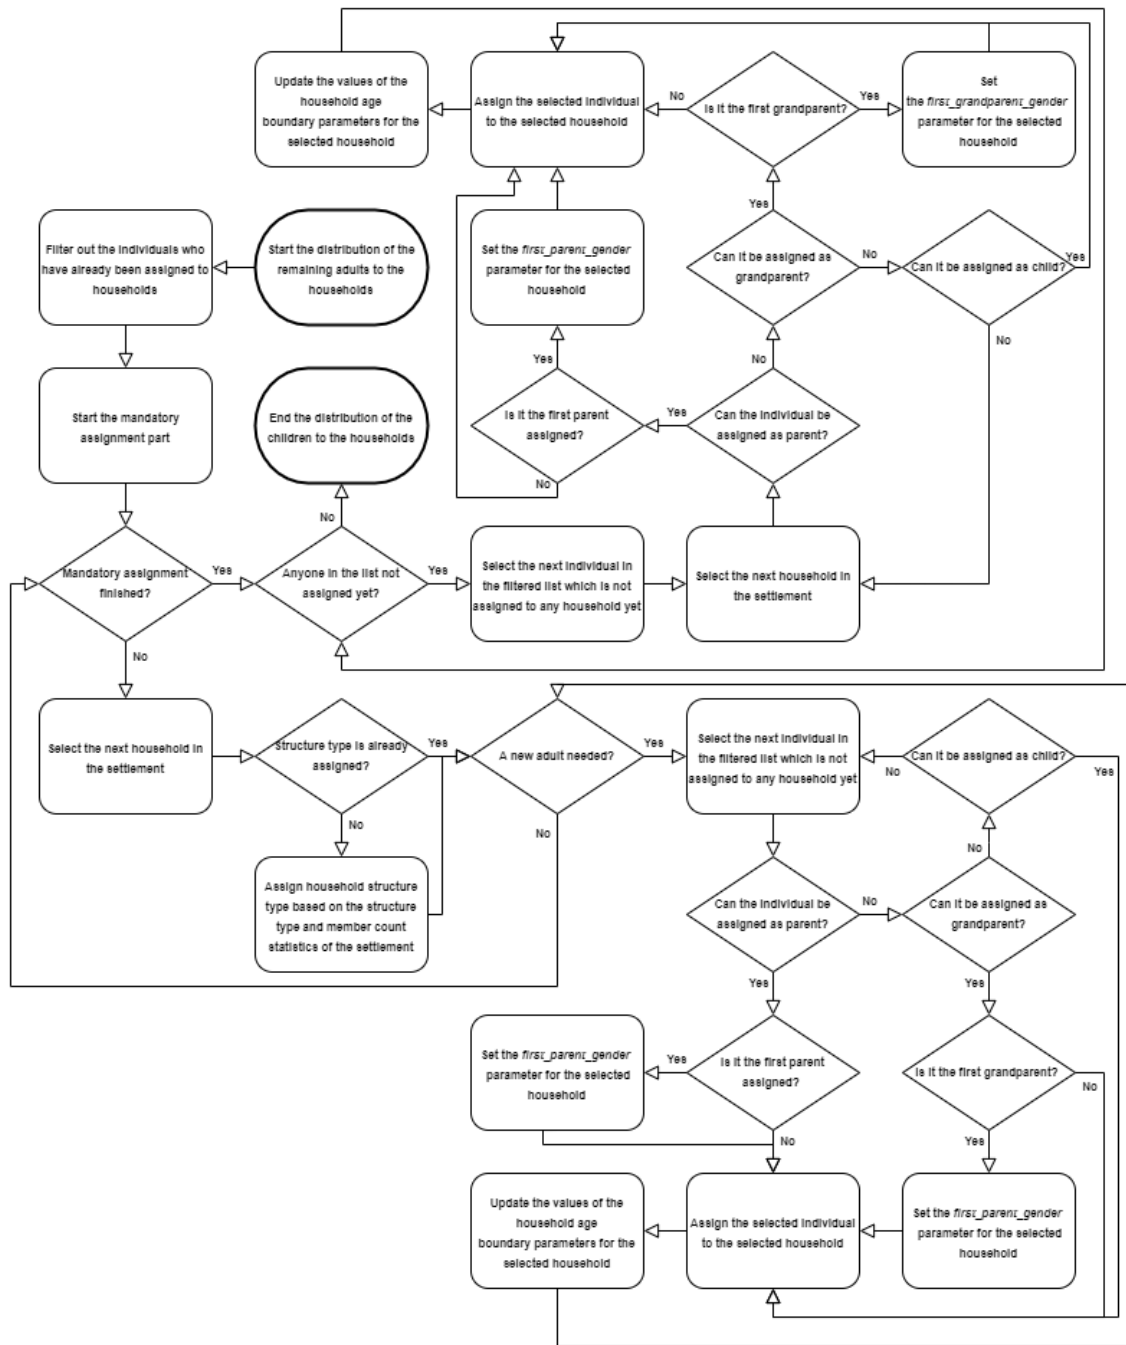 Update the values of the
household age
boundary parameters for the
selected household
Assign the selected individual
to the selected household
No
Is it the first grandparent?
Yes
Set
the first_grandparent_gender
parameter for the selected
household
Yes
Filter out the individuals who
have already been assigned to
households
Start the distribution of the
remaining adults to the
households
Set the first_parent_gender
parameter for the selected
household
Can it be assigned as
grandparent?
No
Can it be assigned as child?
Yes
Yes
No
No
Start the mandatory
assignment part
End the distribution of the
children to the households
Is it the first parent
assigned?
Yes
Can the individual be
assigned as parent?
No
No
Mandatory assignment
finished?
Yes
Anyone in the list not
assigned yet?
Yes
Select the next individual in
the filtered list which is not
assigned to any household yet
Select the next household in
the settlement
No
Select the next household in
the settlement
Structure type is already
assigned?
Yes
A new adult needed?
Yes
Select the next individual in
the filtered list which is not
assigned to any household yet
Can it be assigned as child?
No
Yes
No
No
No
Assign household structure
type based on the structure
type and member count
statistics of the settlement
Can the individual be
assigned as parent?
No
Can it be assigned as
grandparent?
Yes
Yes
Set the first_parent_gender
parameter for the selected
household
Yes
Is it the first parent
assigned?
Is it the first grandparent?
No
No
Yes
Update the values of the
household age
boundary parameters for the
selected household
Assign the selected individual
to the selected household
Set the first_parent_gender
parameter for the selected
household